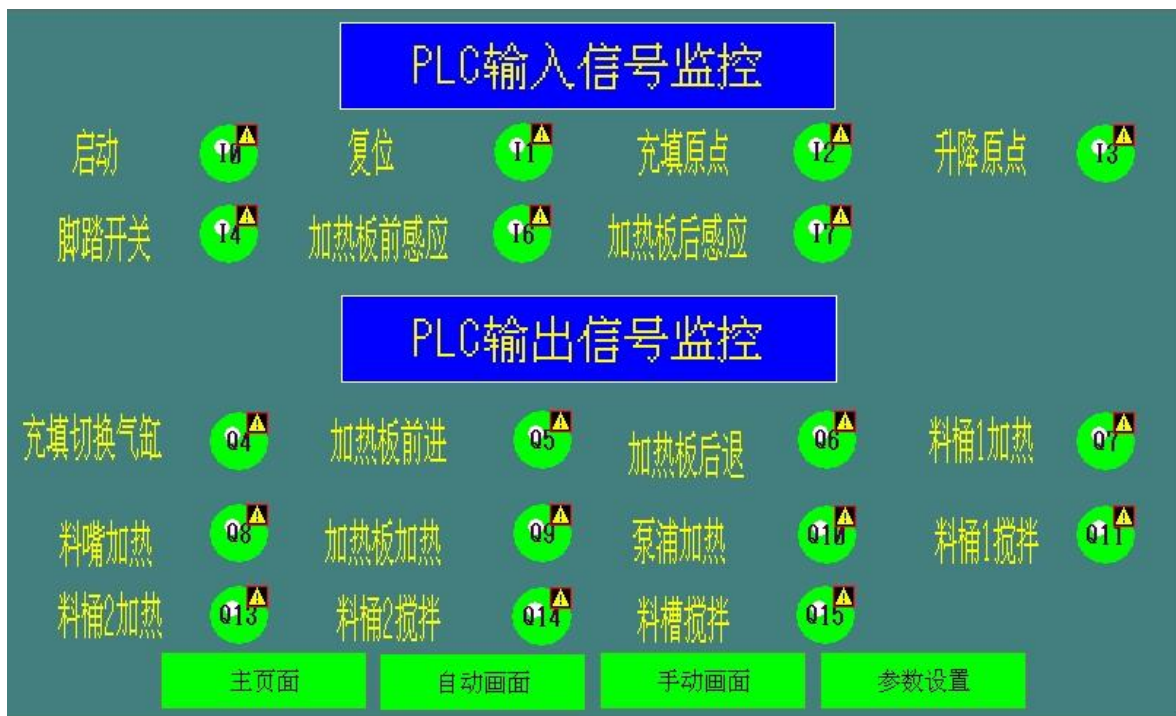 PLC输入信号监控
启动 I0 复位 I1 充填原点 I2 升降原点 I3
脚踏开关 I4 加热板前感应 I6 加热板后感应 I7
PLC输出信号监控
充填切换气缸 Q4 加热板前进 Q5 加热板后退 Q6 料桶1加热 Q7
料嘴加热 Q8 加热板加热 Q9 泵浦加热 Q10 料桶1搅拌 Q11
料桶2加热 Q13 料桶2搅拌 Q14 料槽搅拌 Q15
主页面 自动画面 手动画面 参数设置